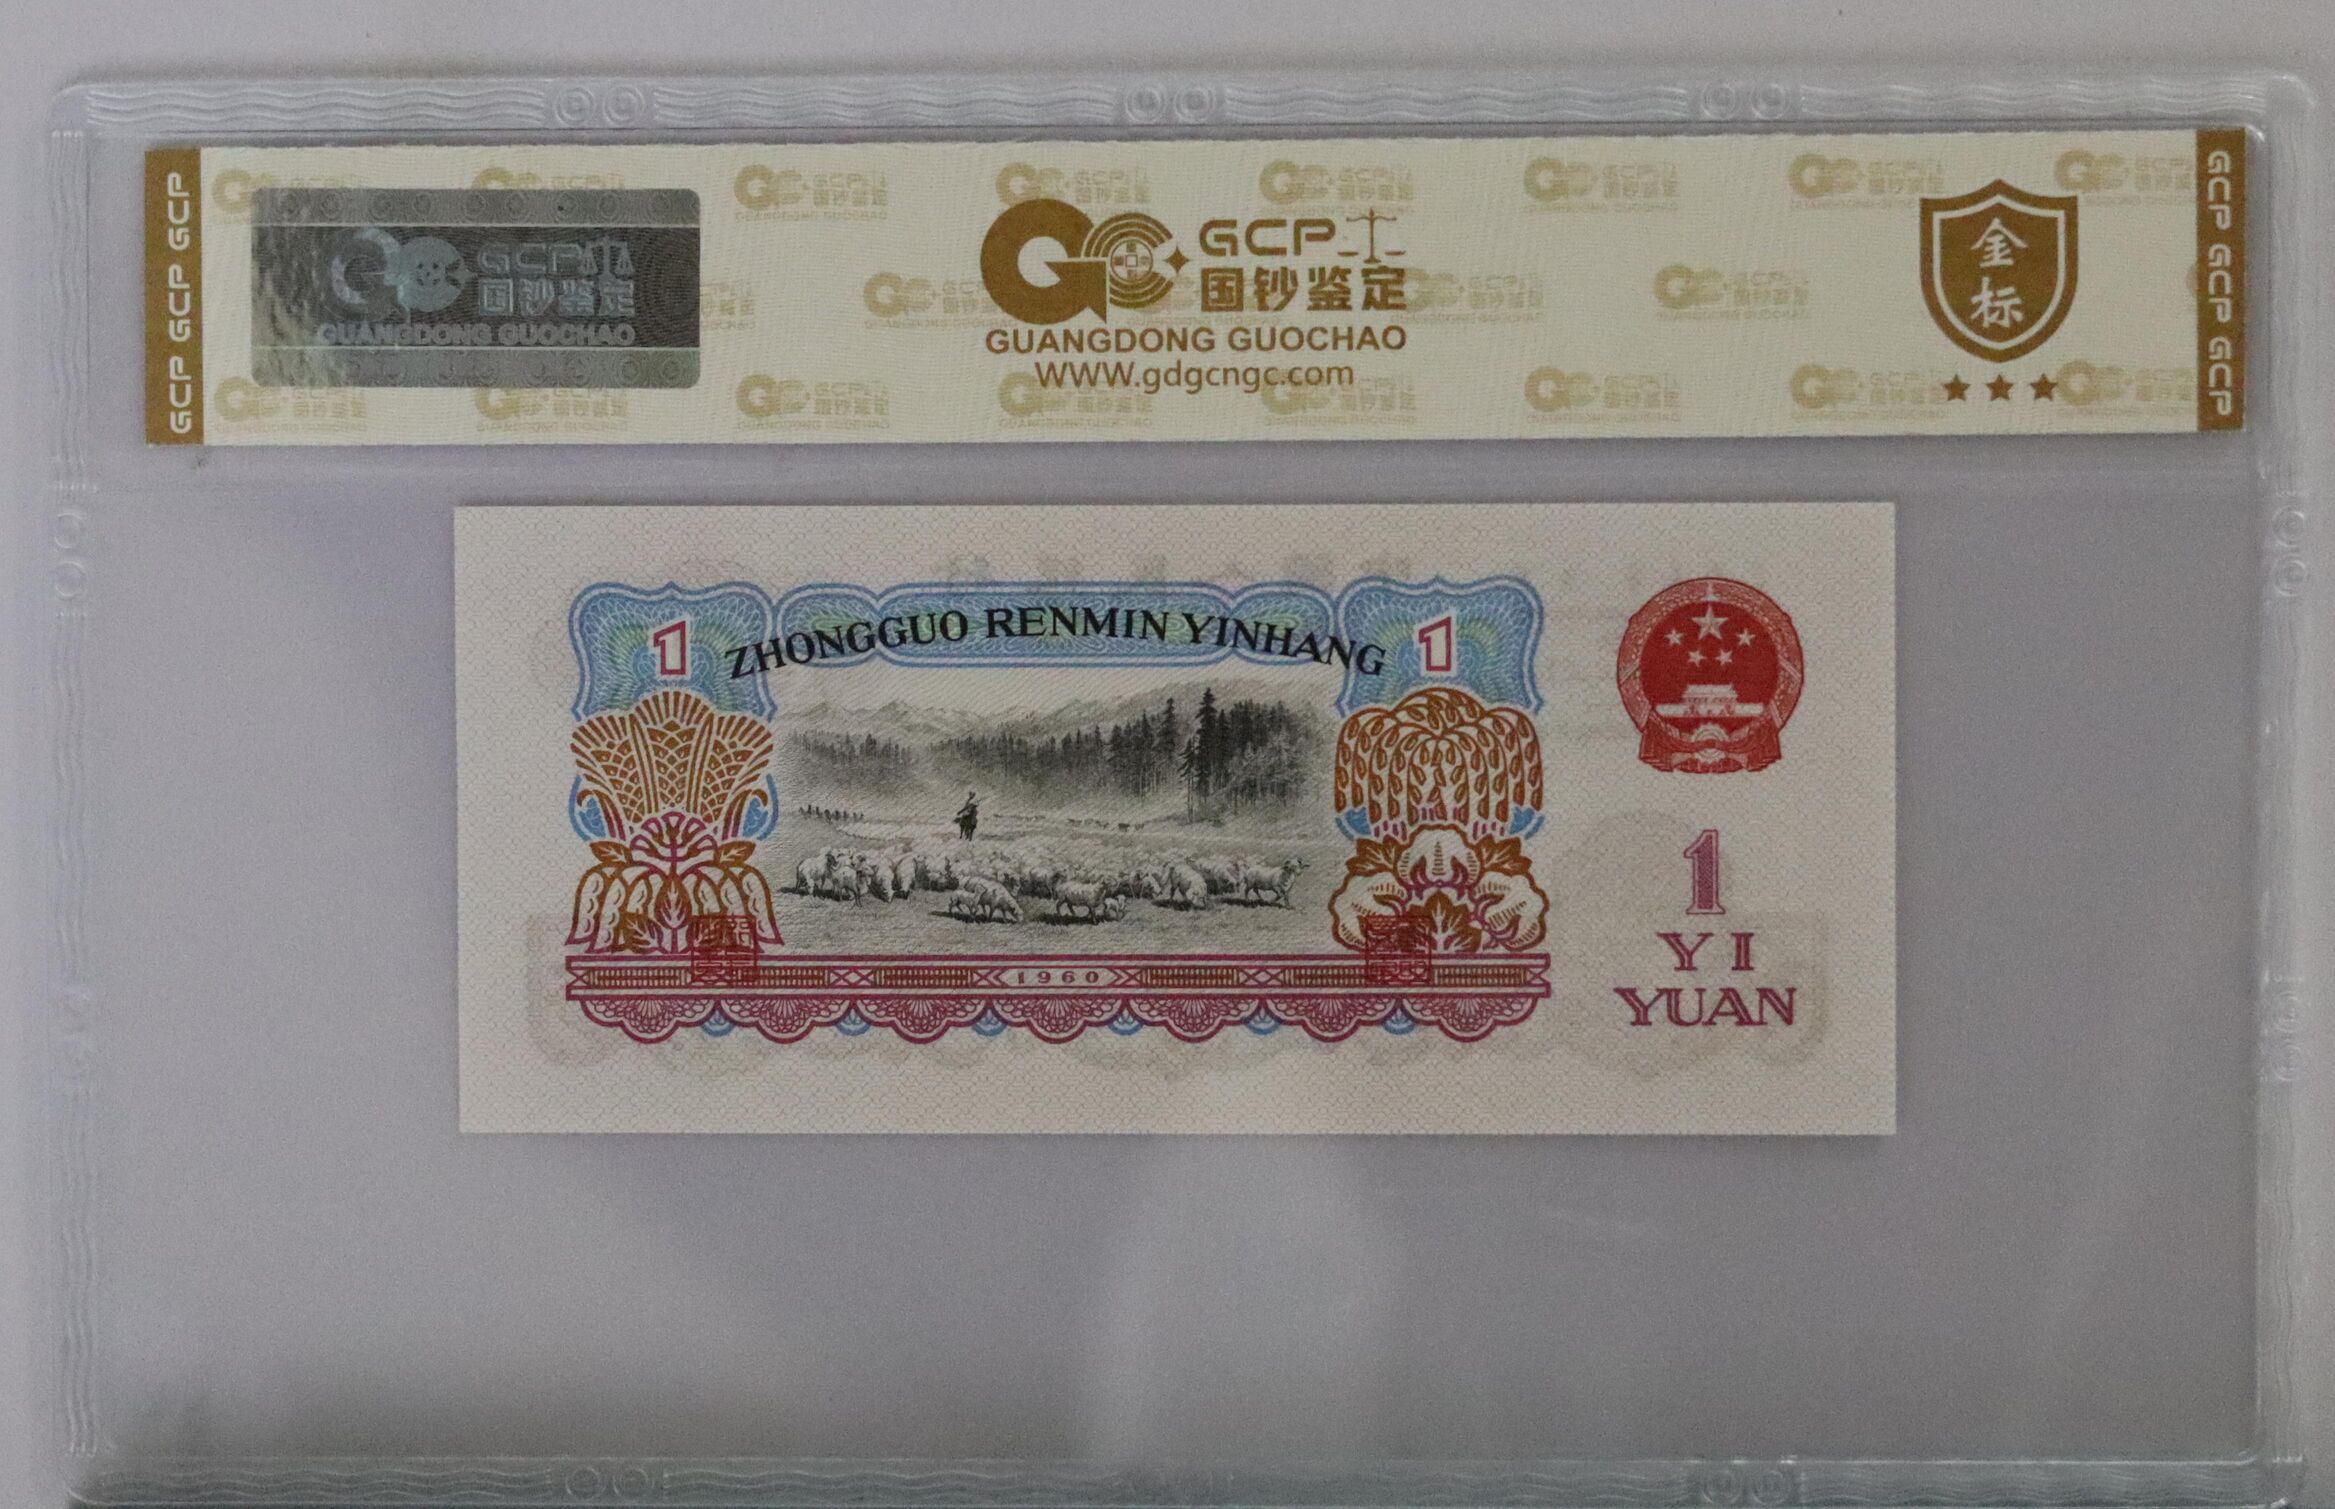 GCP GCP GCP
GCP
国钞鉴定
GUANGDONG GUOCHAO
GCP
国钞鉴定
GUANGDONG GUOCHAO
WWW.gdgcngc.com
金
标
GCP GCP GCP
ZHONGGUO RENMIN YINHANG
1
1
1960
1
YI
YUAN